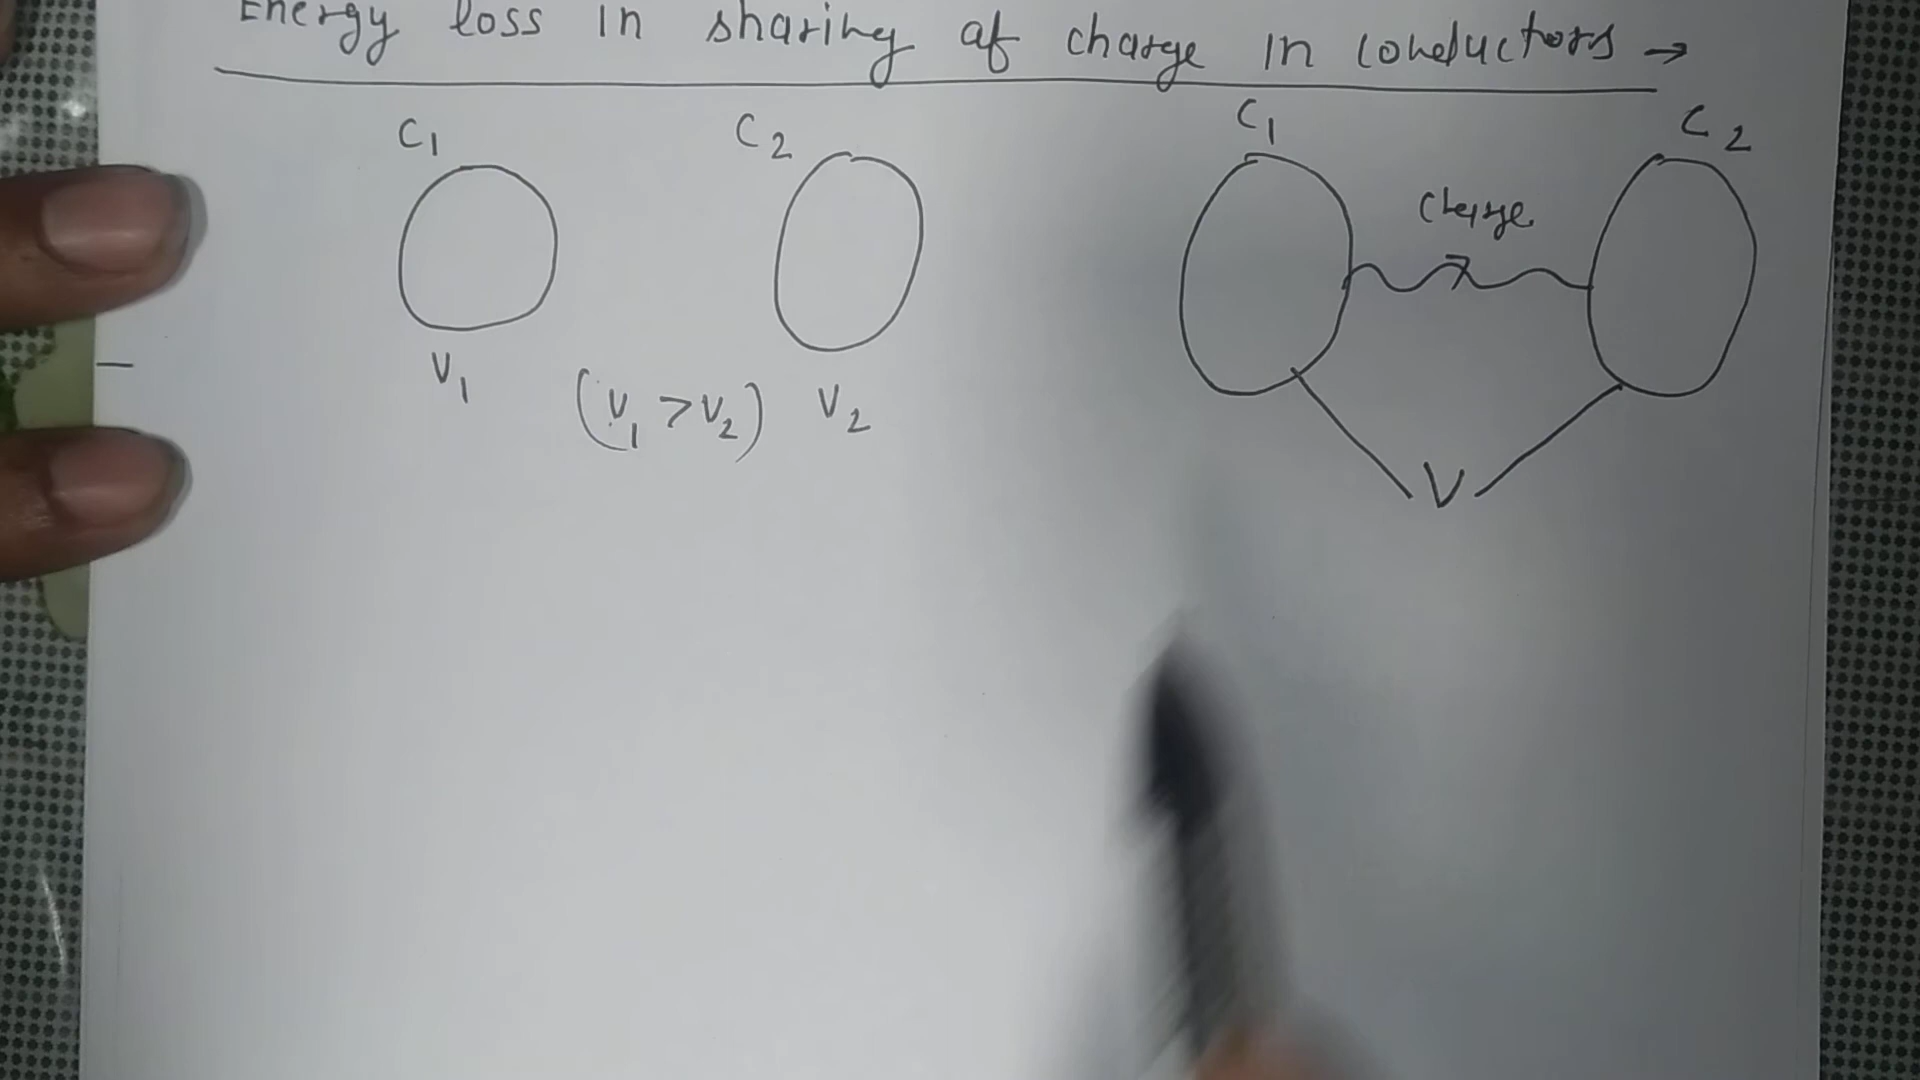 Energy loss in sharing of charge in conductors →
C1 C2 C1 C2
charge
V1 (V1 > V2) V2
V